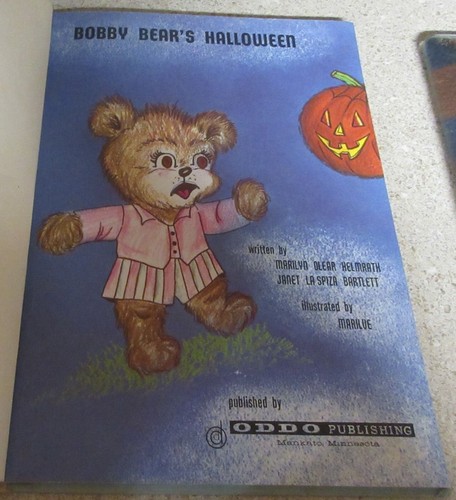 BOBBY BEAR'S HALLOWEEN
written by
MARILYN OLEAR HELMRATH
JANET LA SPIZA BARTLETT
illustrated by
MARILUE
published by
ODDO PUBLISHING
Mankato Minnesota